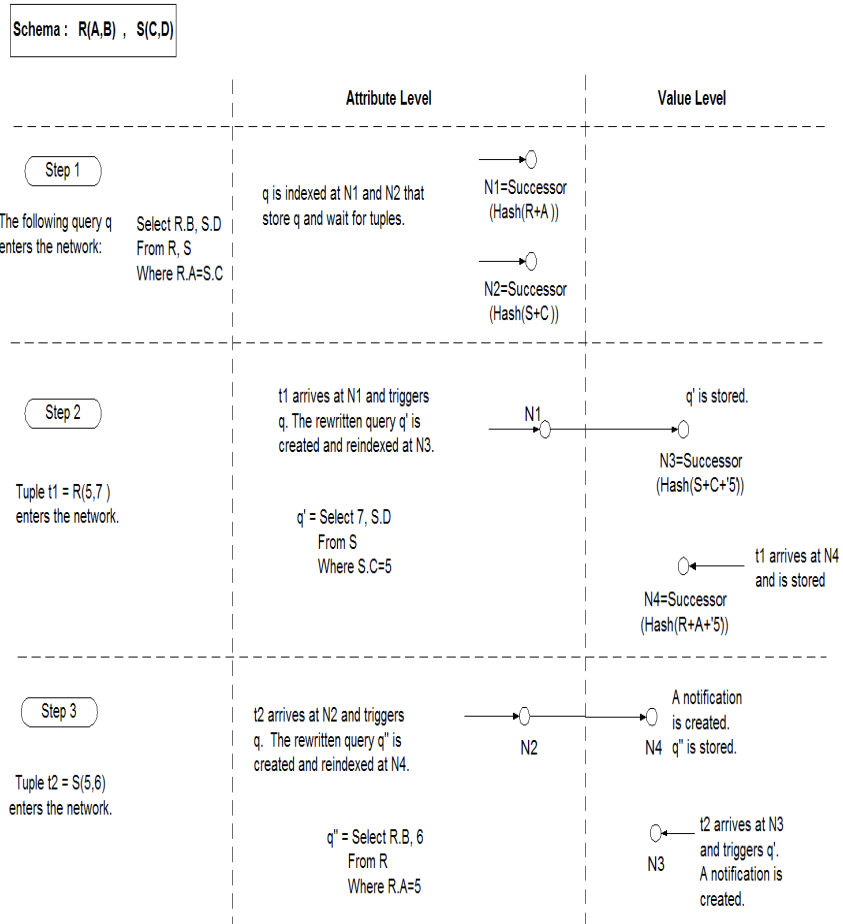 Schema : R(A,B) , S(C,D)
Attribute Level
Value Level
Step 1
The following query q
enters the network:
Select R.B, S.D
From R, S
Where R.A=S.C
q is indexed at N1 and N2 that
store q and wait for tuples.
N1=Successor
(Hash(R+A ))
N2=Successor
(Hash(S+C ))
Step 2
Tuple t1 = R(5,7 )
enters the network.
t1 arrives at N1 and triggers
q. The rewritten query q' is
created and reindexed at N3.
q' = Select 7, S.D
From S
Where S.C=5
N1
q' is stored.
N3=Successor
(Hash(S+C+'5))
t1 arrives at N4
and is stored
N4=Successor
(Hash(R+A+'5))
Step 3
Tuple t2 = S(5,6)
enters the network.
t2 arrives at N2 and triggers
q. The rewritten query q'' is
created and reindexed at N4.
q'' = Select R.B, 6
From R
Where R.A=5
N2
N4
A notification
is created.
q'' is stored.
N3
t2 arrives at N3
and triggers q'.
A notification is
created.